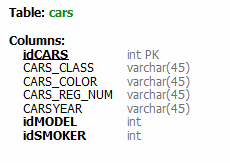 Table: cars
Columns:
idCARS int PK
CARS_CLASS varchar(45)
CARS_COLOR varchar(45)
CARS_REG_NUM varchar(45)
CARSYEAR varchar(45)
idMODEL int
idSMOKER int